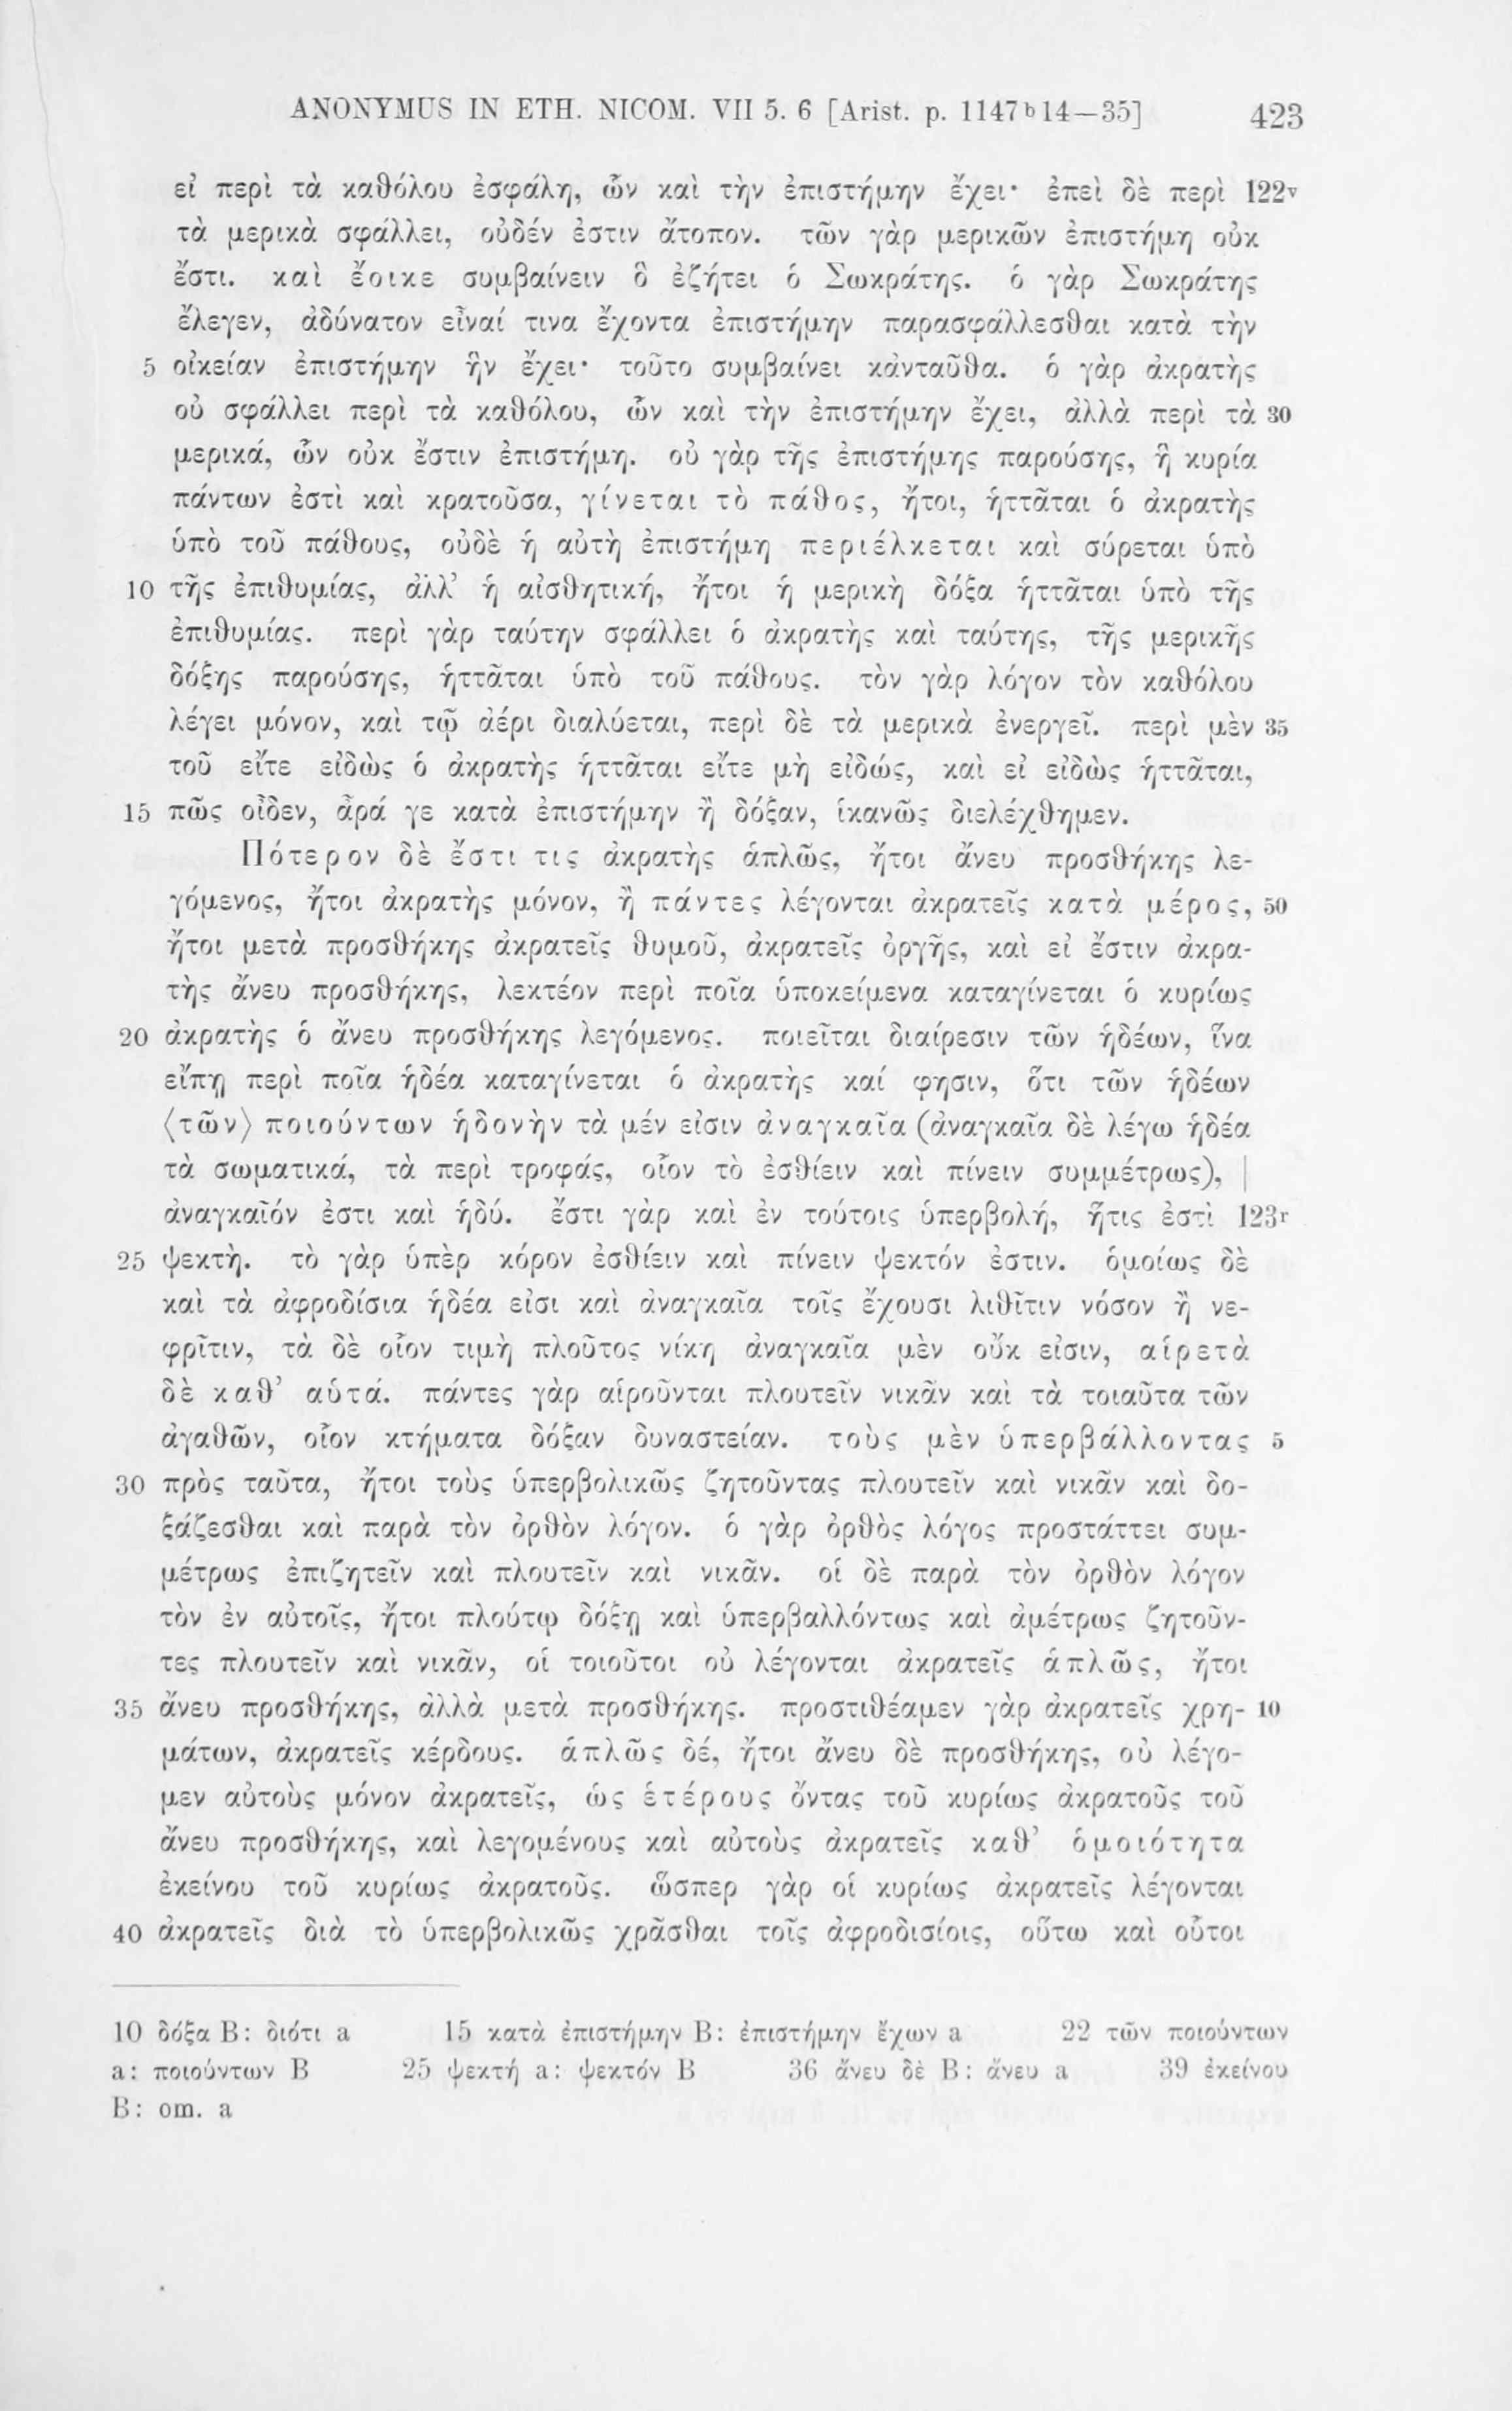 ANONYMUS IN ETH. NICOM. VII 5. 6 [Arist. p. 1147ᵇ14—35] 423
εἰ περὶ τὰ καθόλου ἐσφάλη, ὧν καὶ τὴν ἐπιστήμην ἔχει· ἐπεὶ δὲ περὶ 122ᵛ
τὰ μερικὰ σφάλλει, οὐδέν ἐστιν ἄτοπον. τῶν γὰρ μερικῶν ἐπιστήμη οὐκ
ἔστι. καὶ ἔοικε συμβαίνειν ὃ ἐζήτει ὁ Σωκράτης. ὁ γὰρ Σωκράτης
ἔλεγεν, ἀδύνατον εἶναί τινα ἔχοντα ἐπιστήμην παρασφάλλεσθαι κατὰ τὴν
5 οἰκείαν ἐπιστήμην ἣν ἔχει· τοῦτο συμβαίνει κἀνταῦθα. ὁ γὰρ ἀκρατὴς
οὐ σφάλλει περὶ τὰ καθόλου, ὧν καὶ τὴν ἐπιστήμην ἔχει, ἀλλὰ περὶ τὰ 30
μερικά, ὧν οὐκ ἔστιν ἐπιστήμη. οὐ γὰρ τῆς ἐπιστήμης παρούσης, ἣ κυρία
πάντων ἐστὶ καὶ κρατοῦσα, γίνεται τὸ πάθος, ἤτοι, ἡττᾶται ὁ ἀκρατὴς
ὑπὸ τοῦ πάθους, οὐδὲ ἡ αὐτὴ ἐπιστήμη περιέλκεται καὶ σύρεται ὑπὸ
10 τῆς ἐπιθυμίας, ἀλλ’ ἡ αἰσθητική, ἤτοι ἡ μερικὴ δόξα ἡττᾶται ὑπὸ τῆς
ἐπιθυμίας. περὶ γὰρ ταύτην σφάλλει ὁ ἀκρατὴς καὶ ταύτης, τῆς μερικῆς
δόξης παρούσης, ἡττᾶται ὑπὸ τοῦ πάθους. τὸν γὰρ λόγον τὸν καθόλου
λέγει μόνον, καὶ τῷ ἀέρι διαλύεται, περὶ δὲ τὰ μερικὰ ἐνεργεῖ. περὶ μὲν 35
τοῦ εἴτε εἰδὼς ὁ ἀκρατὴς ἡττᾶται εἴτε μὴ εἰδώς, καὶ εἰ εἰδὼς ἡττᾶται,
15 πῶς οἶδεν, ἆρά γε κατὰ ἐπιστήμην ἢ δόξαν, ἱκανῶς διελέχθημεν.
Πότερον δὲ ἔστι τις ἀκρατὴς ἁπλῶς, ἤτοι ἄνευ προσθήκης λε-
γόμενος, ἤτοι ἀκρατὴς μόνον, ἢ πάντες λέγονται ἀκρατεῖς κατὰ μέρος, 50
ἤτοι μετὰ προσθήκης ἀκρατεῖς θυμοῦ, ἀκρατεῖς ὀργῆς, καὶ εἰ ἔστιν ἀκρα-
τὴς ἄνευ προσθήκης, λεκτέον περὶ ποῖα ὑποκείμενα καταγίνεται ὁ κυρίως
20 ἀκρατὴς ὁ ἄνευ προσθήκης λεγόμενος. ποιεῖται διαίρεσιν τῶν ἡδέων, ἵνα
εἴπῃ περὶ ποῖα ἡδέα καταγίνεται ὁ ἀκρατὴς καί φησιν, ὅτι τῶν ἡδέων
⟨τῶν⟩ ποιούντων ἡδονὴν τὰ μέν εἰσιν ἀναγκαῖα (ἀναγκαῖα δὲ λέγω ἡδέα
τὰ σωματικά, τὰ περὶ τροφάς, οἷον τὸ ἐσθίειν καὶ πίνειν συμμέτρως), |
ἀναγκαῖόν ἐστι καὶ ἡδύ. ἔστι γὰρ καὶ ἐν τούτοις ὑπερβολή, ἥτις ἐστὶ 123ʳ
25 ψεκτὴ. τὸ γὰρ ὑπὲρ κόρον ἐσθίειν καὶ πίνειν ψεκτόν ἐστιν. ὁμοίως δὲ
καὶ τὰ ἀφροδίσια ἡδέα εἰσι καὶ ἀναγκαῖα τοῖς ἔχουσι λιθῖτιν νόσον ἢ νε-
φρῖτιν, τὰ δὲ οἷον τιμὴ πλοῦτος νίκη ἀναγκαῖα μὲν οὔκ εἰσιν, αἱρετὰ
δὲ καθ’ αὑτά. πάντες γὰρ αἱροῦνται πλουτεῖν νικᾶν καὶ τὰ τοιαῦτα τῶν
ἀγαθῶν, οἷον κτήματα δόξαν δυναστείαν. τοὺς μὲν ὑπερβάλλοντας 5
30 πρὸς ταῦτα, ἤτοι τοὺς ὑπερβολικῶς ζητοῦντας πλουτεῖν καὶ νικᾶν καὶ δο-
ξάζεσθαι καὶ παρὰ τὸν ὀρθὸν λόγον. ὁ γὰρ ὀρθὸς λόγος προστάττει συμ-
μέτρως ἐπιζητεῖν καὶ πλουτεῖν καὶ νικᾶν. οἱ δὲ παρὰ τὸν ὀρθὸν λόγον
τὸν ἐν αὐτοῖς, ἤτοι πλούτῳ δόξῃ καὶ ὑπερβαλλόντως καὶ ἀμέτρως ζητοῦν-
τες πλουτεῖν καὶ νικᾶν, οἱ τοιοῦτοι οὐ λέγονται ἀκρατεῖς ἁπλῶς, ἤτοι
35 ἄνευ προσθήκης, ἀλλὰ μετὰ προσθήκης. προστιθέαμεν γὰρ ἀκρατεῖς χρη- 10
μάτων, ἀκρατεῖς κέρδους. ἁπλῶς δέ, ἤτοι ἄνευ δὲ προσθήκης, οὐ λέγο-
μεν αὐτοὺς μόνον ἀκρατεῖς, ὡς ἑτέρους ὄντας τοῦ κυρίως ἀκρατοῦς τοῦ
ἄνευ προσθήκης, καὶ λεγομένους καὶ αὐτοὺς ἀκρατεῖς καθ’ ὁμοιότητα
ἐκείνου τοῦ κυρίως ἀκρατοῦς. ὥσπερ γὰρ οἱ κυρίως ἀκρατεῖς λέγονται
40 ἀκρατεῖς διὰ τὸ ὑπερβολικῶς χρᾶσθαι τοῖς ἀφροδισίοις, οὕτω καὶ οὗτοι
10 δόξα B: διότι a 15 κατὰ ἐπιστήμην B: ἐπιστήμην ἔχων a 22 τῶν ποιούντων
a: ποιούντων B 25 ψεκτή a: ψεκτόν B 36 ἄνευ δὲ B: ἄνευ a 39 ἐκείνου
B: om. a